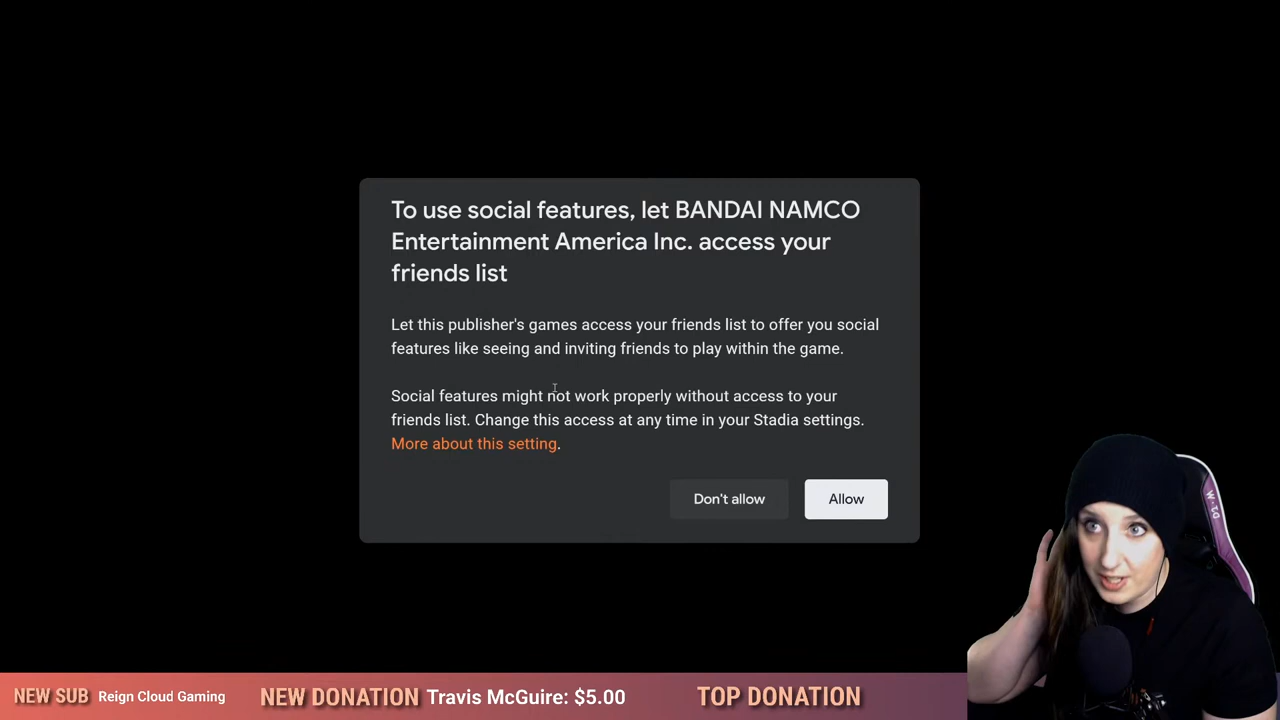 To use social features, let BANDAI NAMCO
Entertainment America Inc. access your
friends list
Let this publisher's games access your friends list to offer you social
features like seeing and inviting friends to play within the game.
Social features might not work properly without access to your
friends list. Change this access at any time in your Stadia settings.
More about this setting.
Don't allow
Allow
DZ-W
NEW SUB Reign Cloud Gaming NEW DONATION Travis McGuire: $5.00 TOP DONATION